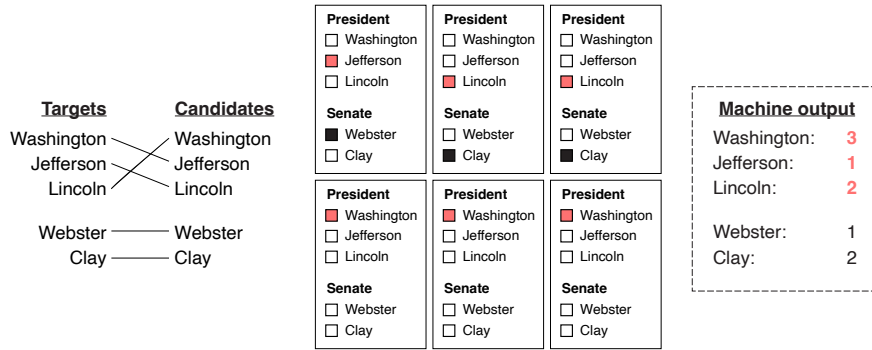 Targets
Candidates
Washington
Washington
Jefferson
Jefferson
Lincoln
Lincoln
Webster
Webster
Clay
Clay
President
Washington
Jefferson
Lincoln
Senate
Webster
Clay
President
Washington
Jefferson
Lincoln
Senate
Webster
Clay
President
Washington
Jefferson
Lincoln
Senate
Webster
Clay
President
Washington
Jefferson
Lincoln
Senate
Webster
Clay
President
Washington
Jefferson
Lincoln
Senate
Webster
Clay
President
Washington
Jefferson
Lincoln
Senate
Webster
Clay
Machine output
Washington: 3
Jefferson: 1
Lincoln: 2
Webster: 1
Clay: 2